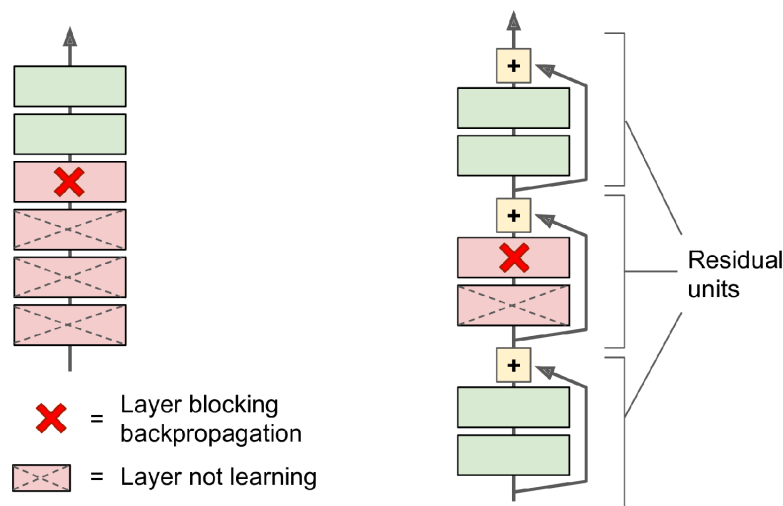 +
+
+
Residual
units
= Layer blocking
backpropagation
= Layer not learning